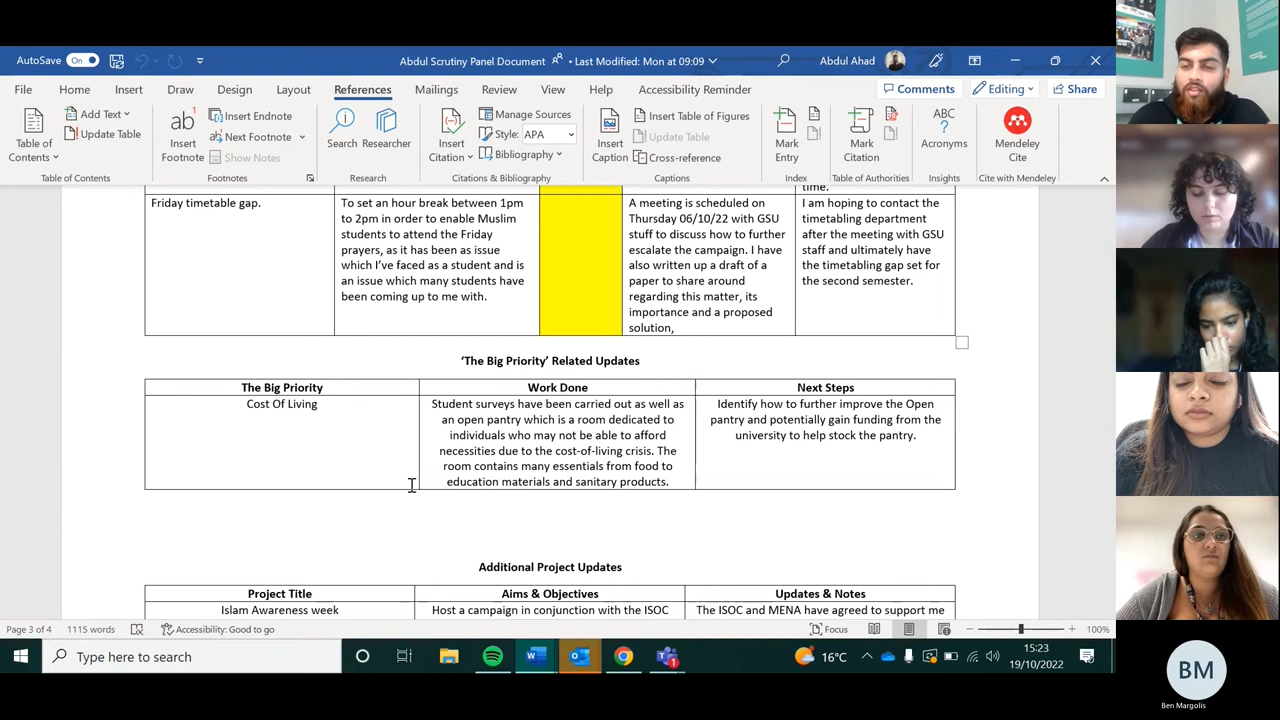 AutoSave On
Abdul Scrutiny Panel Document • Last Modified: Mon at 09:09
Abdul Ahad
File Home Insert Draw Design Layout References Mailings Review View Help Accessibility Reminder Comments Editing Share
Table of Contents
Add Text
Update Table
Table of Contents
ab
Insert Footnote
Insert Endnote
Next Footnote
Show Notes
Footnotes
Search
Researcher
Research
Insert Citation
Manage Sources
Style: APA
Bibliography
Citations & Bibliography
Insert Caption
Insert Table of Figures
Update Table
Cross-reference
Captions
Mark Entry
Index
Mark Citation
Table of Authorities
ABC
?
Acronyms
Insights
Mendeley Cite
Cite with Mendeley
time.
Friday timetable gap.
To set an hour break between 1pm
to 2pm in order to enable Muslim
students to attend the Friday
prayers, as it has been as issue
which I've faced as a student and is
an issue which many students have
been coming up to me with.
A meeting is scheduled on
Thursday 06/10/22 with GSU
stuff to discuss how to further
escalate the campaign. I have
also written up a draft of a
paper to share around
regarding this matter, its
importance and a proposed
solution,
I am hoping to contact the
timetabling department
after the meeting with GSU
staff and ultimately have
the timetabling gap set for
the second semester.
‘The Big Priority’ Related Updates
The Big Priority
Work Done
Next Steps
Cost Of Living
Student surveys have been carried out as well as
an open pantry which is a room dedicated to
individuals who may not be able to afford
necessities due to the cost-of-living crisis. The
room contains many essentials from food to
education materials and sanitary products.
Identify how to further improve the Open
pantry and potentially gain funding from the
university to help stock the pantry.
Additional Project Updates
Project Title
Aims & Objectives
Updates & Notes
Islam Awareness week
Host a campaign in conjunction with the ISOC
The ISOC and MENA have agreed to support me
Page 3 of 4 1115 words Accessibility: Good to go Focus 100%
Type here to search
1
16°C
15:23
19/10/2022
BM
Ben Margolis